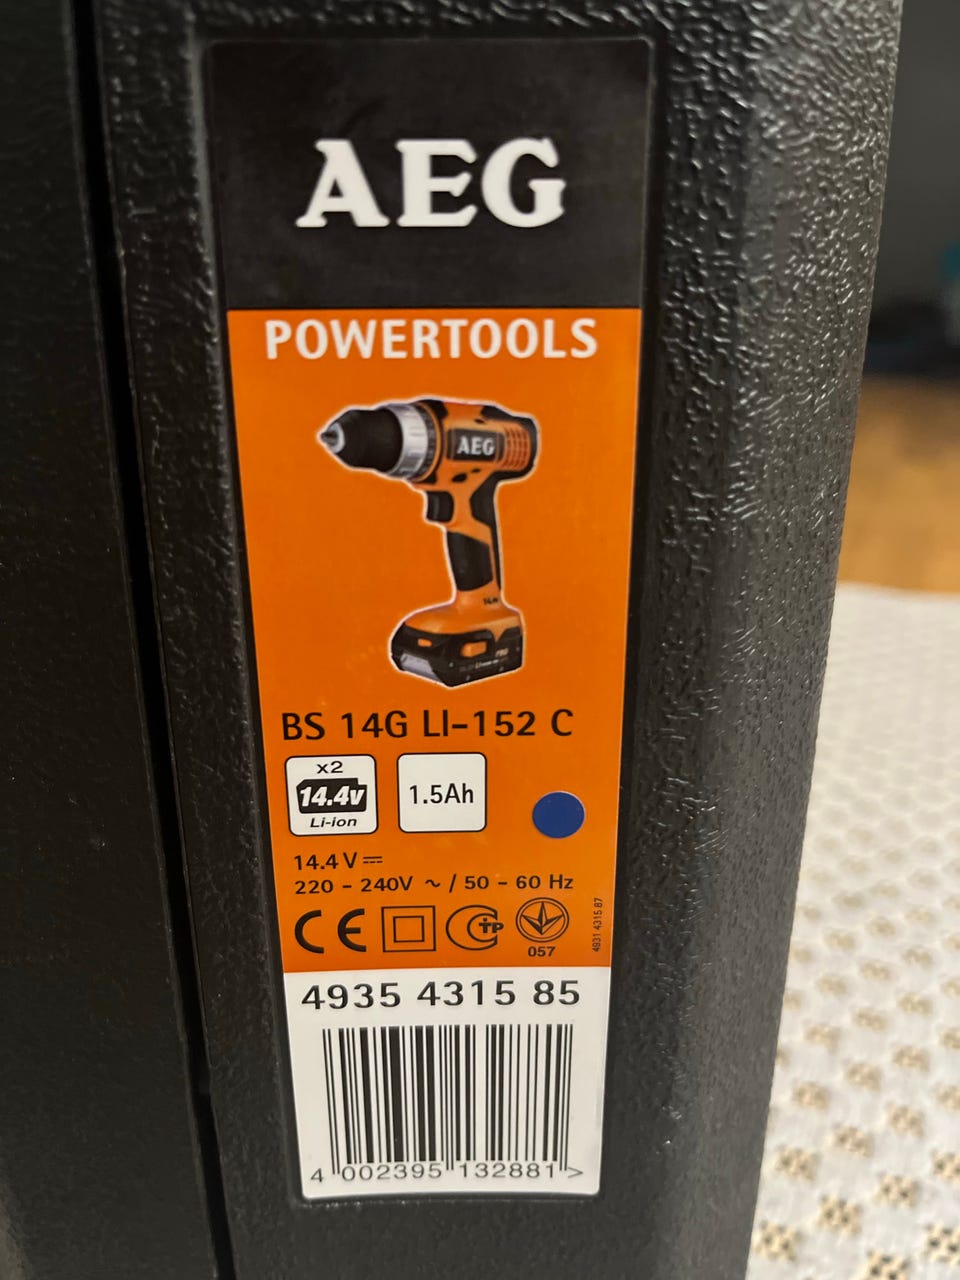 AEG
POWERTOOLS
AEG
BS 14G LI-152 C
x2
14.4v
Li-ion
1.5Ah
14.4 V
220 - 240V ~ / 50 - 60 Hz
CE
057
4931 4315 87
4935 4315 85
4 002395 132881 >